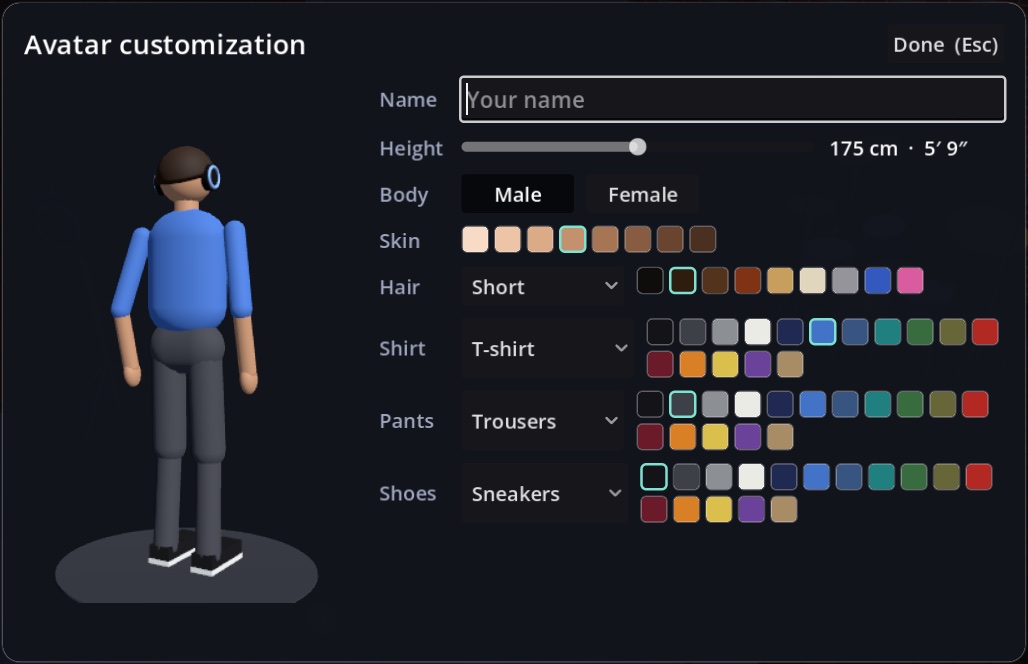 Avatar customization
Done (Esc)
Name
Your name
Height
175 cm · 5′ 9″
Body
Male
Female
Skin
Hair
Short
Shirt
T-shirt
Pants
Trousers
Shoes
Sneakers